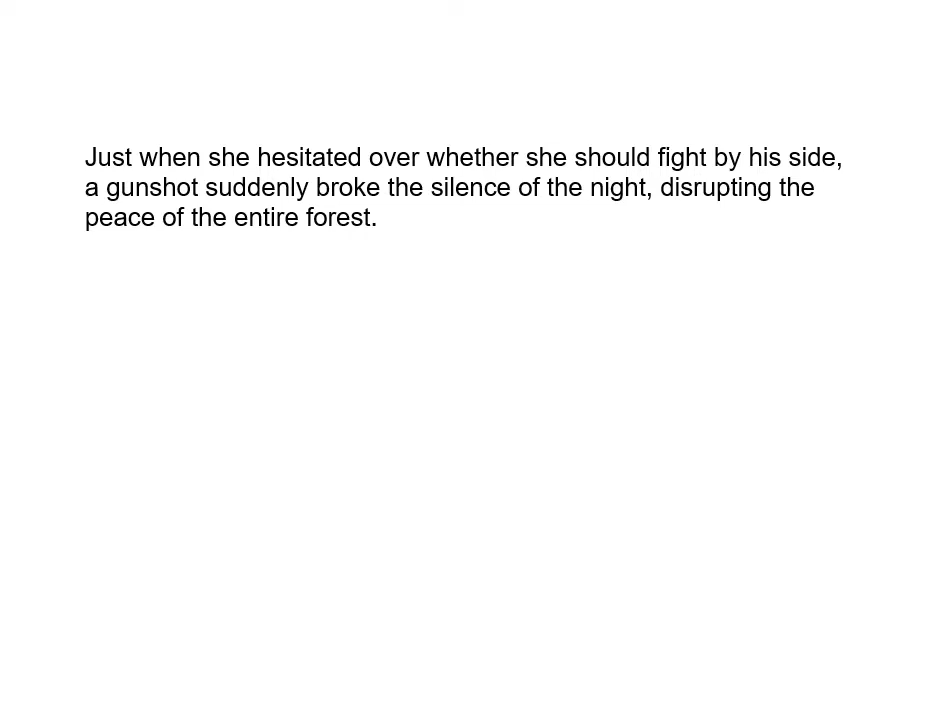 Just when she hesitated over whether she should fight by his side,
a gunshot suddenly broke the silence of the night, disrupting the
peace of the entire forest.